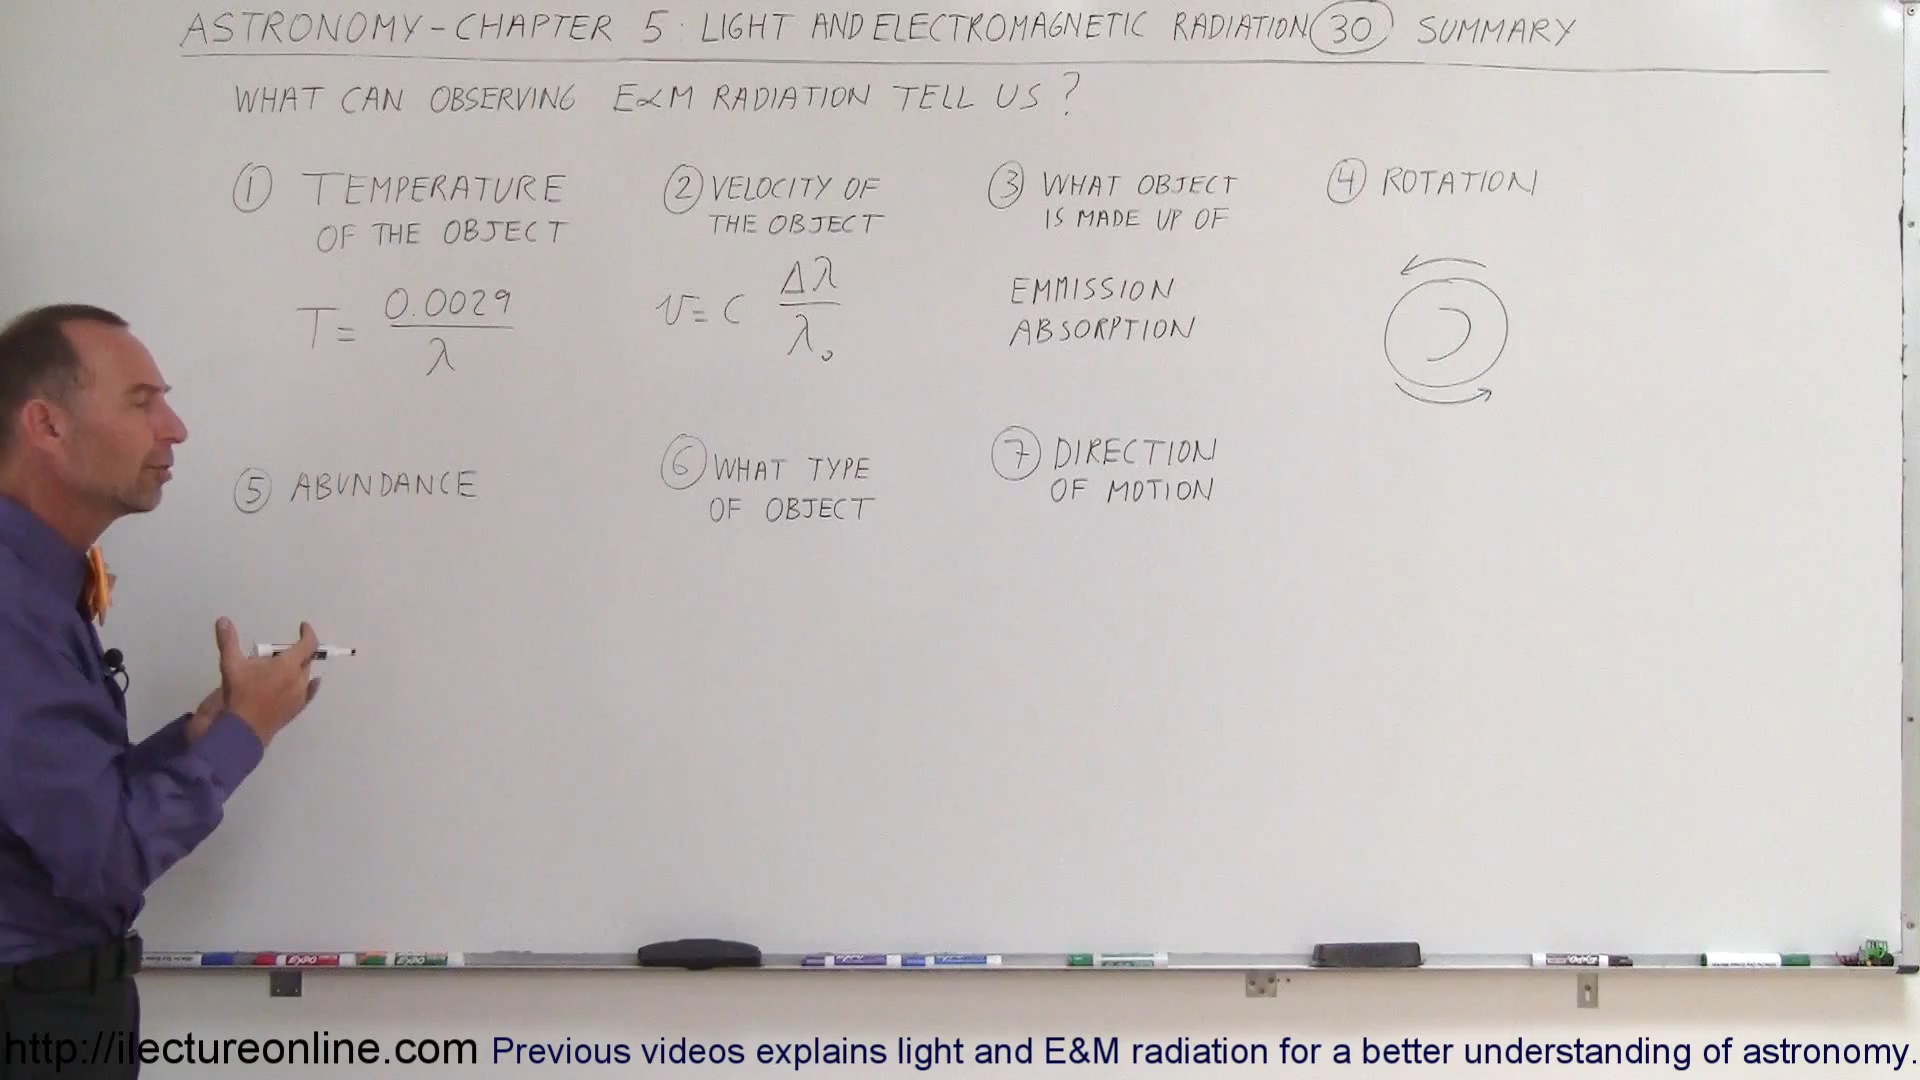 ASTRONOMY - CHAPTER 5: LIGHT AND ELECTROMAGNETIC RADIATION 30 SUMMARY
WHAT CAN OBSERVING E&M RADIATION TELL US?
1 TEMPERATURE
OF THE OBJECT
T = 0.0029 / λ
2 VELOCITY OF
THE OBJECT
v = c Δλ / λ₀
3 WHAT OBJECT
IS MADE UP OF
EMMISSION
ABSORPTION
4 ROTATION
5 ABUNDANCE
6 WHAT TYPE
OF OBJECT
7 DIRECTION
OF MOTION
EXPO
EXPO
http://ilectureonline.com Previous videos explains light and E&M radiation for a better understanding of astronomy.